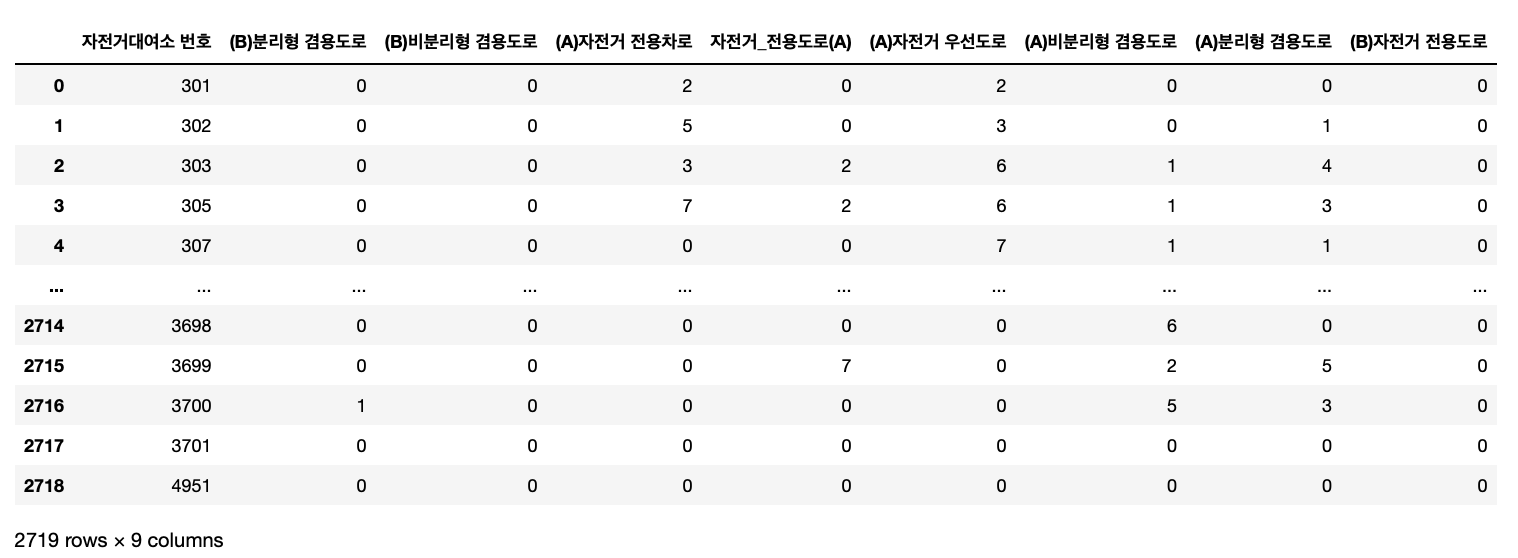 자전거대여소 번호 (B)분리형 겸용도로 (B)비분리형 겸용도로 (A)자전거 전용차로 자전거_전용도로(A) (A)자전거 우선도로 (A)비분리형 겸용도로 (A)분리형 겸용도로 (B)자전거 전용도로
0 301 0 0 2 0 2 0 0 0
1 302 0 0 5 0 3 0 1 0
2 303 0 0 3 2 6 1 4 0
3 305 0 0 7 2 6 1 3 0
4 307 0 0 0 0 7 1 1 0
... ... ... ... ... ... ... ... ... ...
2714 3698 0 0 0 0 0 6 0 0
2715 3699 0 0 0 7 0 2 5 0
2716 3700 1 0 0 0 0 5 3 0
2717 3701 0 0 0 0 0 0 0 0
2718 4951 0 0 0 0 0 0 0 0
2719 rows × 9 columns